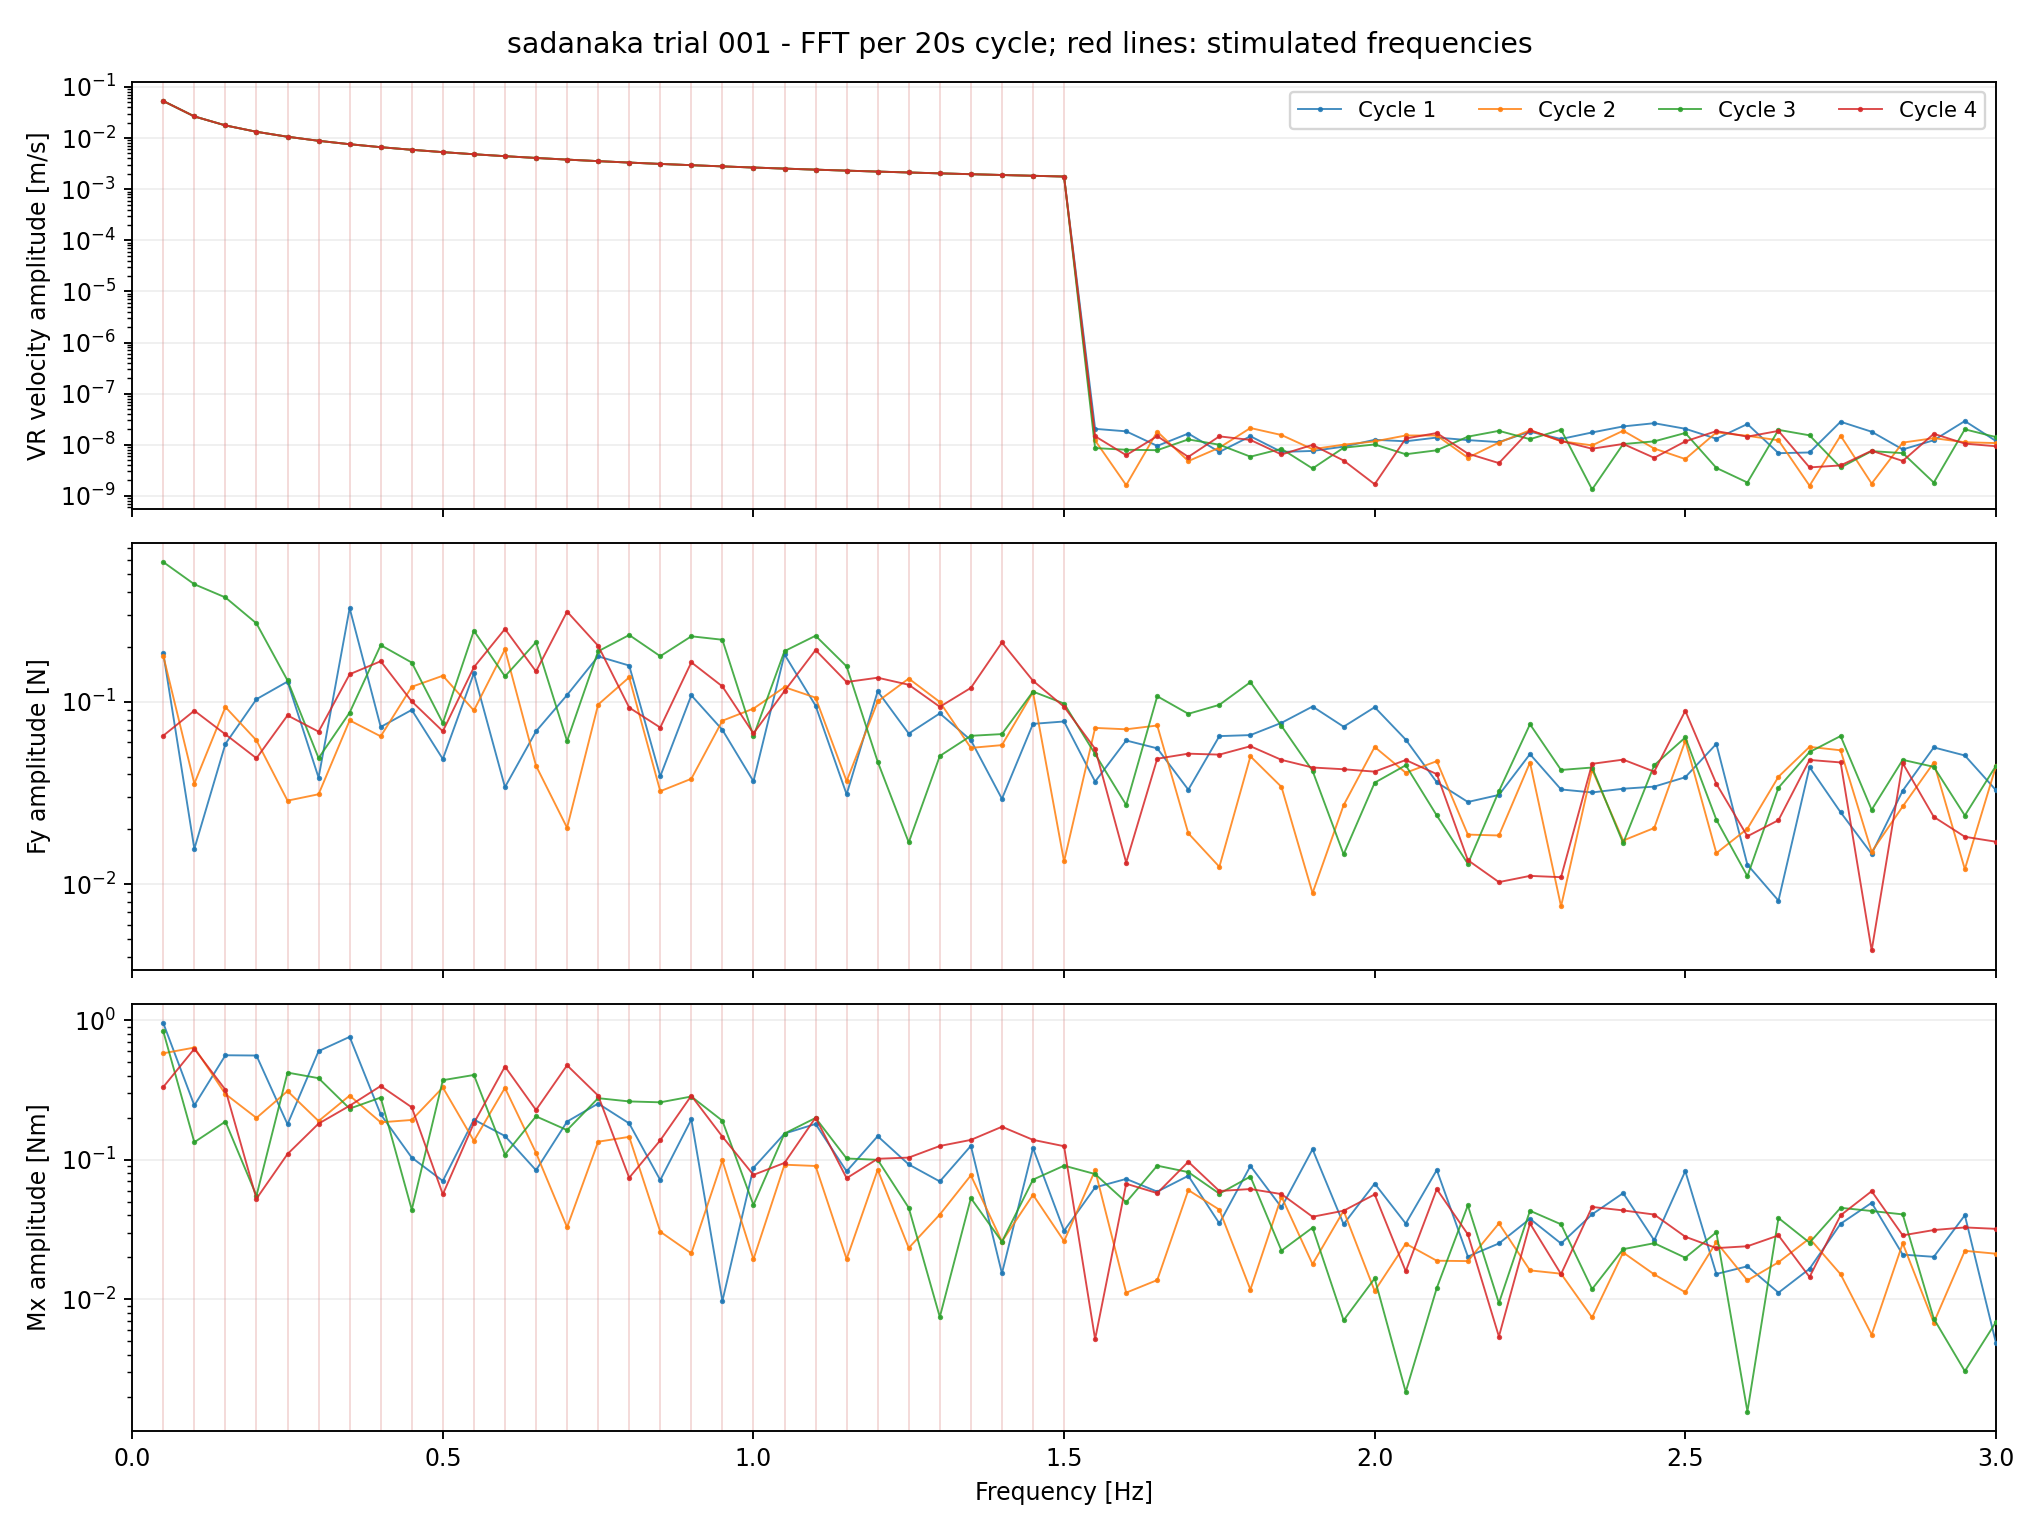 sadanaka trial 001 - FFT per 20s cycle; red lines: stimulated frequencies
Cycle 1 Cycle 2 Cycle 3 Cycle 4
VR velocity amplitude [m/s]
10⁻¹
10⁻²
10⁻³
10⁻⁴
10⁻⁵
10⁻⁶
10⁻⁷
10⁻⁸
10⁻⁹
Fy amplitude [N]
10⁻¹
10⁻²
Mx amplitude [Nm]
10⁰
10⁻¹
10⁻²
0.0 0.5 1.0 1.5 2.0 2.5 3.0
Frequency [Hz]